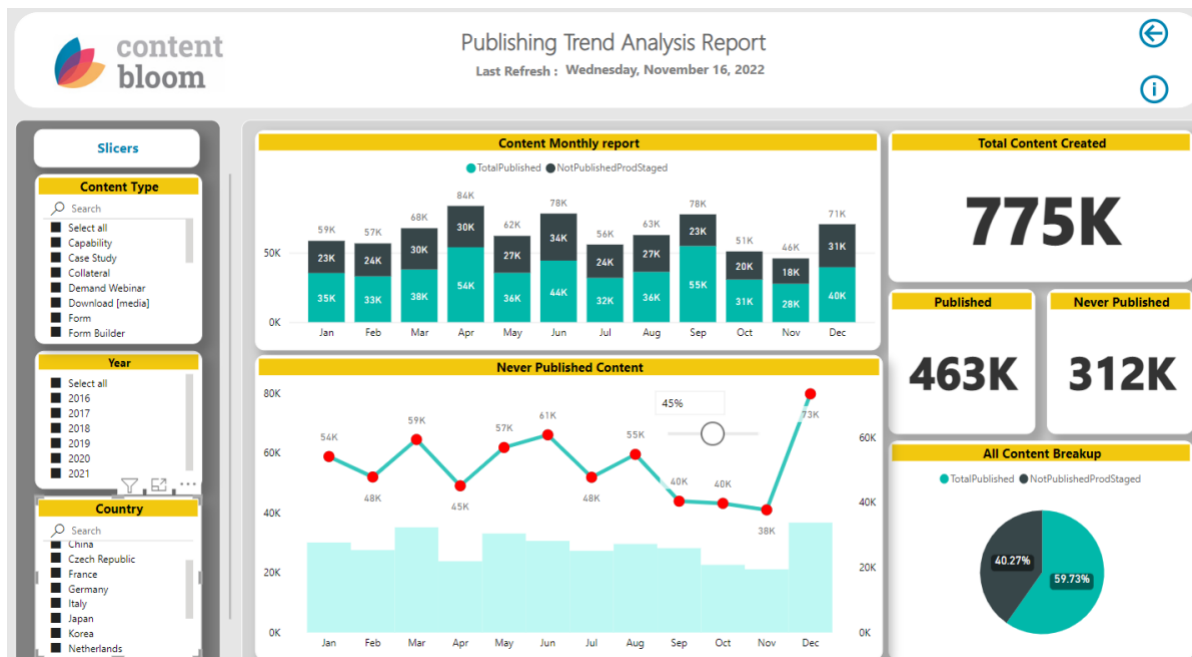 content
bloom
Publishing Trend Analysis Report
Last Refresh : Wednesday, November 16, 2022
Slicers
Content Type
Search
Select all
Capability
Case Study
Collateral
Demand Webinar
Download [media]
Form
Form Builder
Year
Select all
2016
2017
2018
2019
2020
2021
Country
Search
China
Czech Republic
France
Germany
Italy
Japan
Korea
Netherlands
Content Monthly report
TotalPublished NotPublishedProdStaged
84K
78K 78K
71K
68K
62K 63K
59K 57K 56K
51K
46K
50K
0K
23K 24K 30K 30K 27K 34K 24K 27K 23K 20K 18K 31K
35K 33K 38K 54K 36K 44K 32K 36K 55K 31K 28K 40K
Jan Feb Mar Apr May Jun Jul Aug Sep Oct Nov Dec
Never Published Content
80K
60K
40K
20K
0K
45%
54K 48K 59K 45K 57K 61K 48K 55K 40K 40K 38K 73K
60K
40K
20K
0K
Jan Feb Mar Apr May Jun Jul Aug Sep Oct Nov Dec
Total Content Created
775K
Published
463K
Never Published
312K
All Content Breakup
TotalPublished NotPublishedProdStaged
40.27%
59.73%